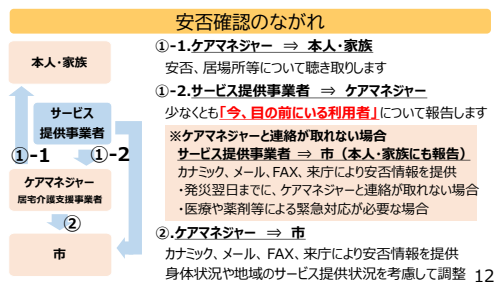 安否確認のながれ
本人・家族
サービス
提供事業者
①-1
①-2
ケアマネジャー
居宅介護支援事業者
②
市
①-1.ケアマネジャー ⇒ 本人・家族
安否、居場所等について聴き取りします
①-2.サービス提供事業者 ⇒ ケアマネジャー
少なくとも「今、目の前にいる利用者」について報告します
※ケアマネジャーと連絡が取れない場合
サービス提供事業者 ⇒ 市（本人・家族にも報告）
カナミック、メール、FAX、来庁により安否情報を提供
・発災翌日までに、ケアマネジャーと連絡が取れない場合
・医療や薬剤等による緊急対応が必要な場合
②.ケアマネジャー ⇒ 市
カナミック、メール、FAX、来庁により安否情報を提供
身体状況や地域のサービス提供状況を考慮して調整
12